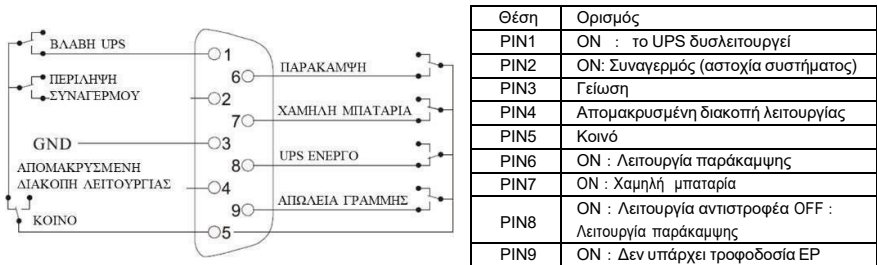 ΒΛΑΒΗ UPS
ΠΕΡΙΛΗΨΗ
ΣΥΝΑΓΕΡΜΟΥ
GND
ΑΠΟΜΑΚΡΥΣΜΕΝΗ
ΔΙΑΚΟΠΗ ΛΕΙΤΟΥΡΓΙΑΣ
ΚΟΙΝΟ
1
6
2
7
3
8
4
9
5
ΠΑΡΑΚΑΜΨΗ
ΧΑΜΗΛΗ ΜΠΑΤΑΡΙΑ
UPS ΕΝΕΡΓΟ
ΑΠΩΛΕΙΑ ΓΡΑΜΜΗΣ
Θέση Ορισμός
PIN1 ON : το UPS δυσλειτουργεί
PIN2 ON: Συναγερμός (αστοχία συστήματος)
PIN3 Γείωση
PIN4 Απομακρυσμένη διακοπή λειτουργίας
PIN5 Κοινό
PIN6 ON : Λειτουργία παράκαμψης
PIN7 ON : Χαμηλή μπαταρία
PIN8 ON : Λειτουργία αντιστροφέα OFF :
Λειτουργία παράκαμψης
PIN9 ON : Δεν υπάρχει τροφοδοσία ΕΡ